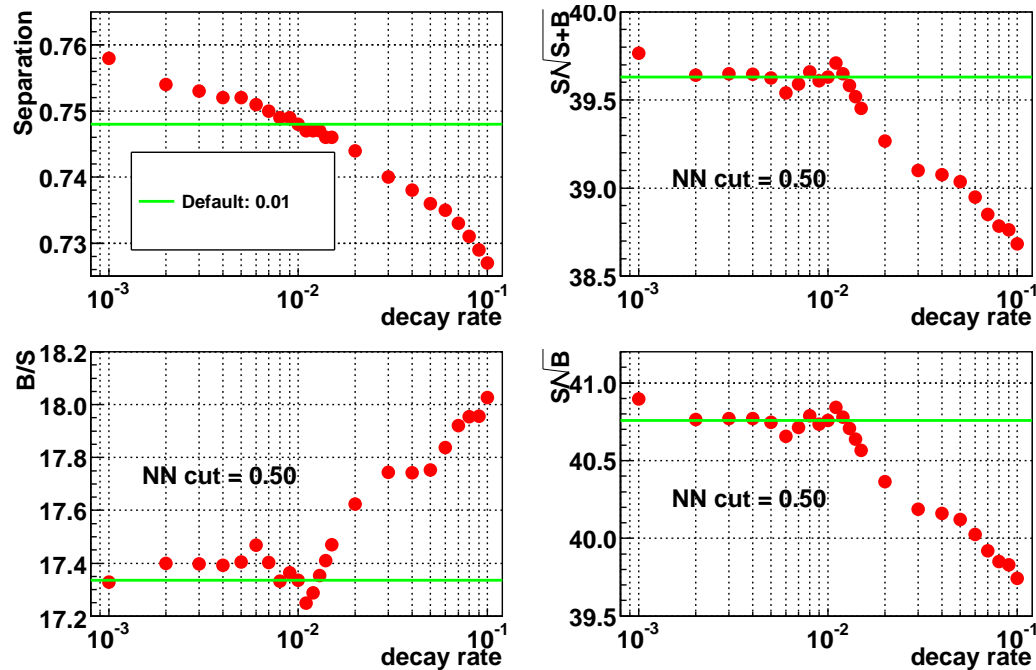 Separation
0.76
0.75
0.74
0.73
Default: 0.01
10-3
10-2
10-1
decay rate
S/√S+B
40.0
39.5
39.0
38.5
NN cut = 0.50
10-3
10-2
10-1
decay rate
B/S
18.2
18.0
17.8
17.6
17.4
17.2
NN cut = 0.50
10-3
10-2
10-1
decay rate
S/√B
41.0
40.5
40.0
39.5
NN cut = 0.50
10-3
10-2
10-1
decay rate